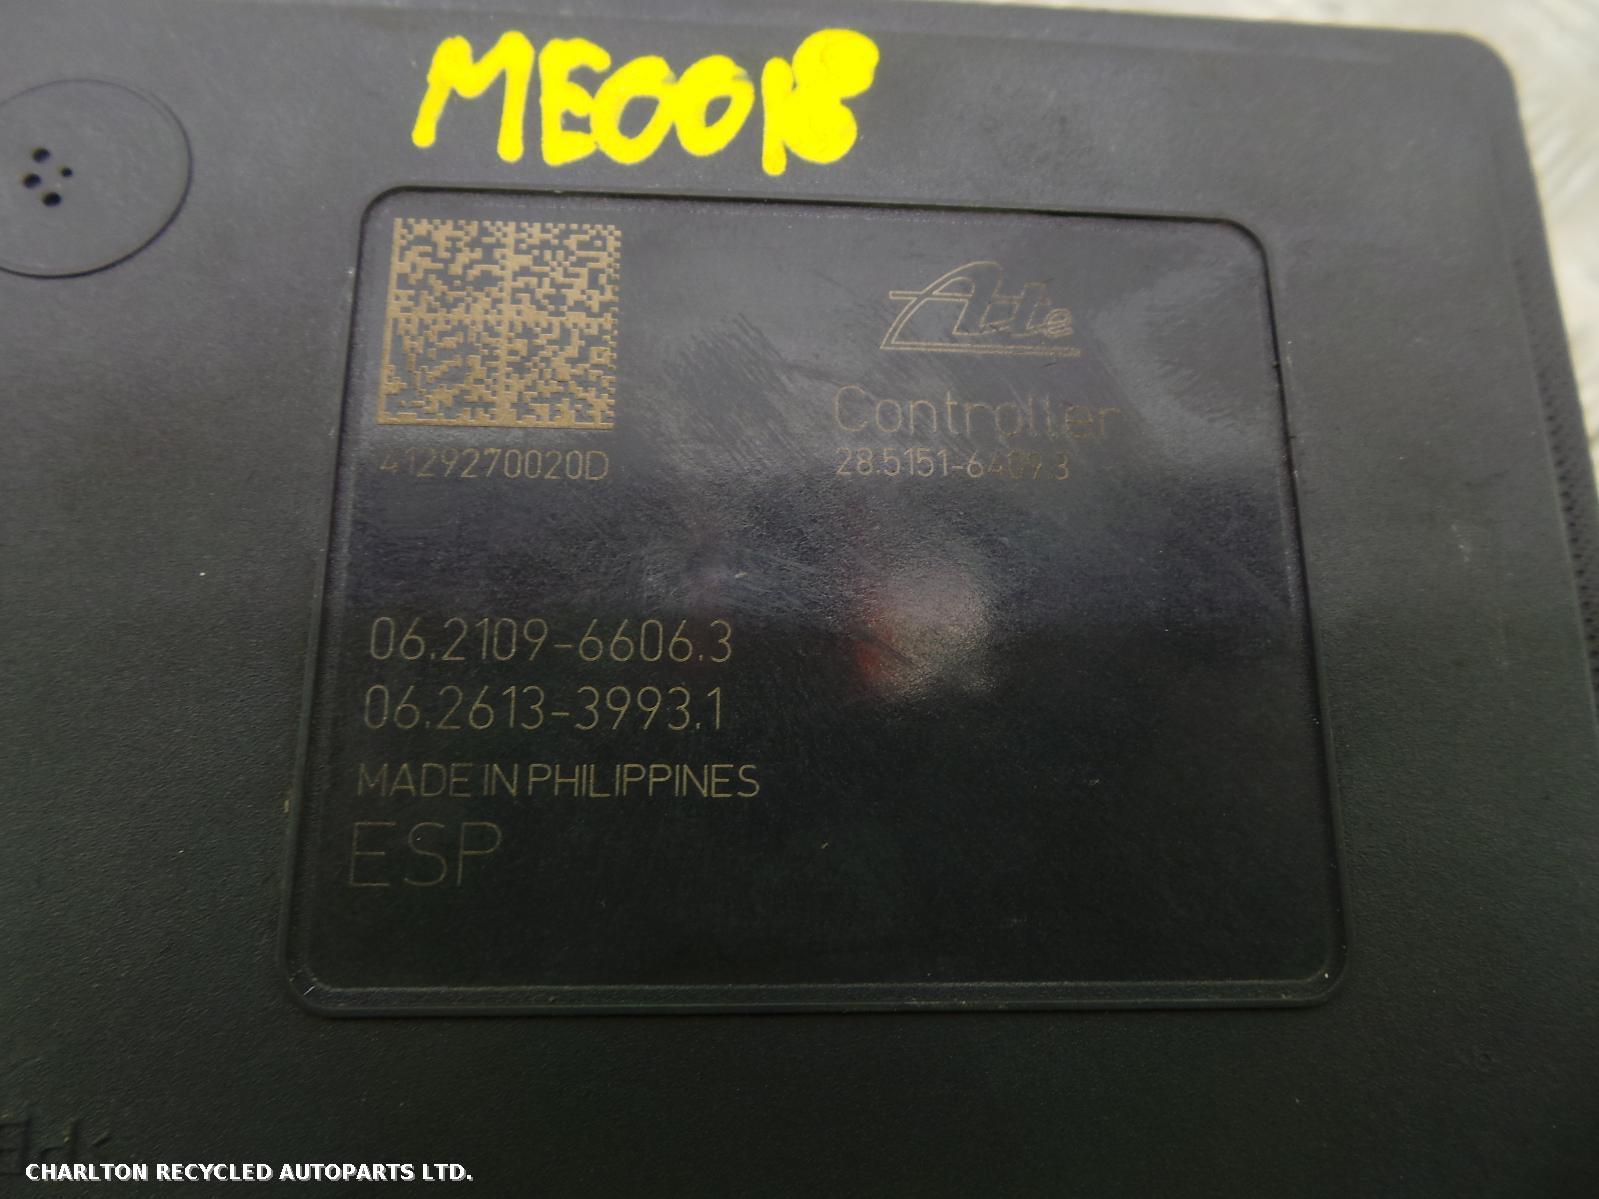 ME0018
Ate
Controller
4129270020D
28.5151-6409.3
06.2109-6606.3
06.2613-3993.1
MADE IN PHILIPPINES
ESP
CHARLTON RECYCLED AUTOPARTS LTD.